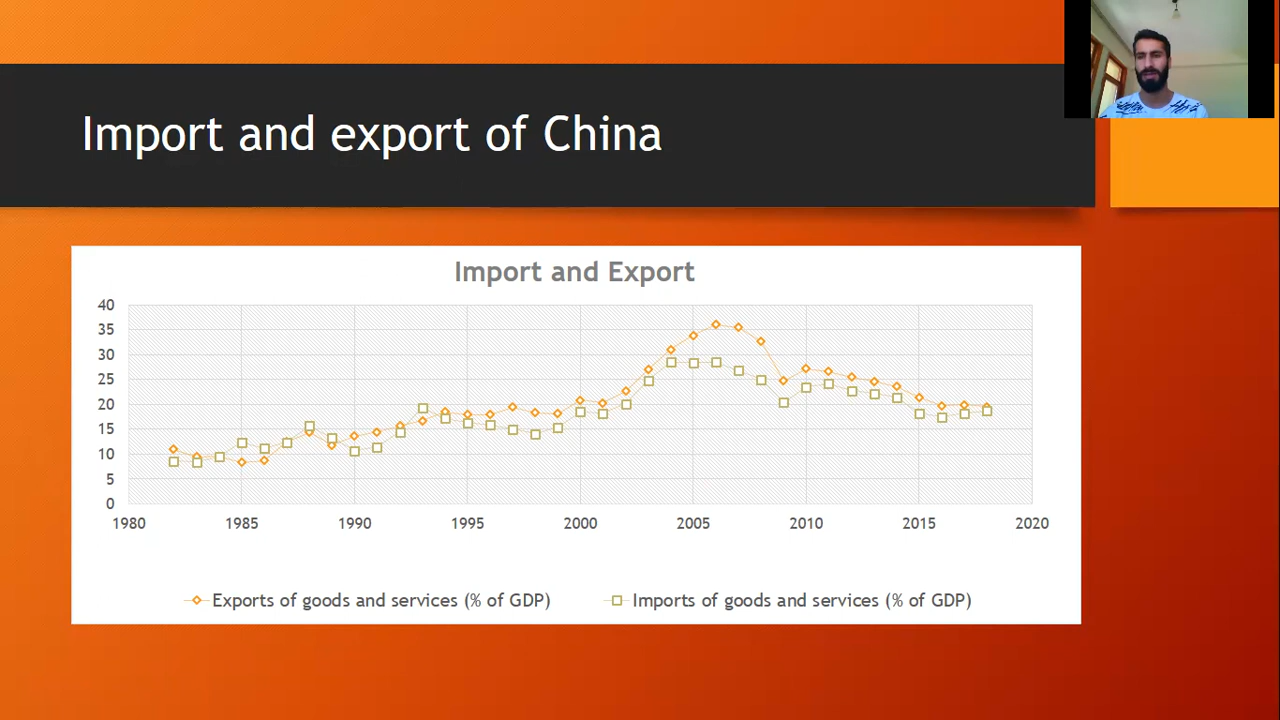 Import and export of China
Import and Export
40
35
30
25
20
15
10
5
0
1980 1985 1990 1995 2000 2005 2010 2015 2020
Exports of goods and services (% of GDP) Imports of goods and services (% of GDP)